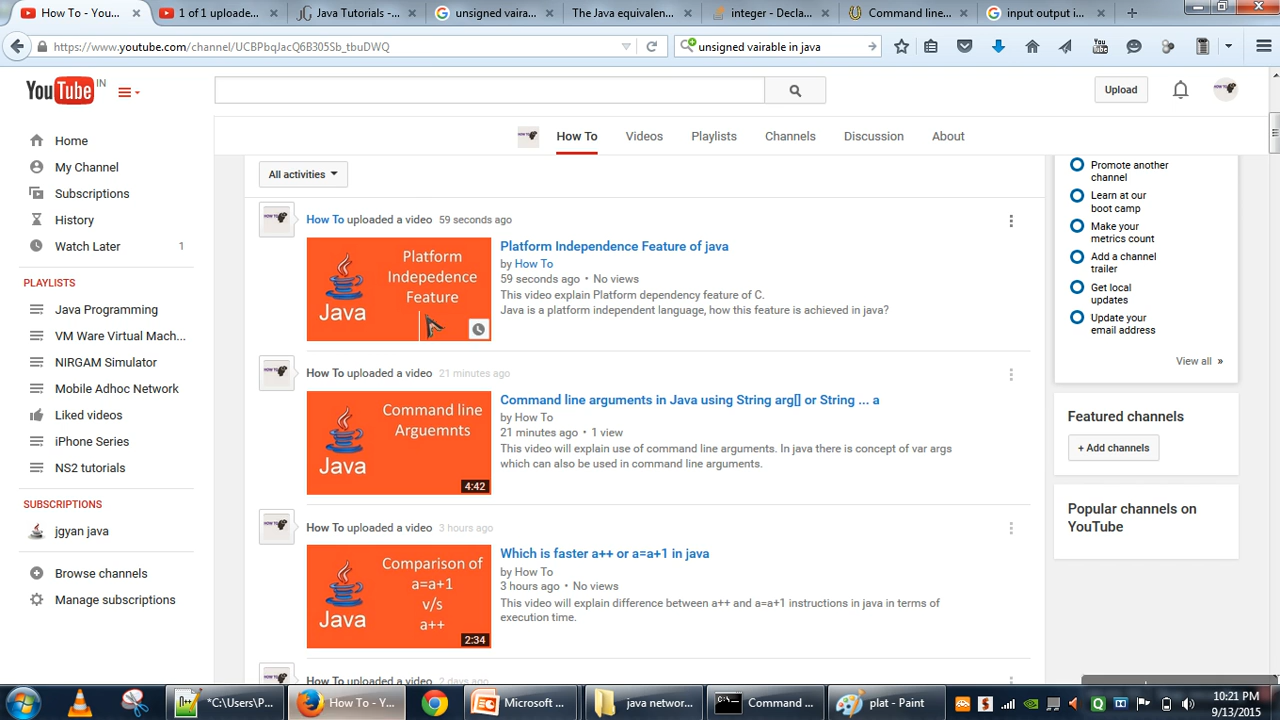 How To - You...
1 of 1 uploade...
Java Tutorials -...
unsigned vaira...
The Java equivalen...
integer - Decla...
Command line...
input output i...
https://www.youtube.com/channel/UCBPbqJacQ6B305Sb_tbuDWQ
unsigned vairable in java
YouTube IN
Upload
How To
Videos
Playlists
Channels
Discussion
About
Home
My Channel
Subscriptions
History
Watch Later 1
PLAYLISTS
Java Programming
VM Ware Virtual Mac...
NIRGAM Simulator
Mobile Adhoc Network
Liked videos
iPhone Series
NS2 tutorials
SUBSCRIPTIONS
jgyan java
Browse channels
Manage subscriptions
All activities
How To uploaded a video 59 seconds ago
Platform
Indepedence
Feature
Java
Platform Independence Feature of java
by How To
59 seconds ago • No views
This video explain Platform dependency feature of C.
Java is a platform independent language, how this feature is achieved in java?
How To uploaded a video 21 minutes ago
Command line
Arguemnts
Java
4:42
Command line arguments in Java using String arg[] or String ... a
by How To
21 minutes ago • 1 view
This video will explain use of command line arguments. In java there is concept of var args
which can also be used in command line arguments.
How To uploaded a video 3 hours ago
Comparison of
a=a+1
v/s
a++
Java
2:34
Which is faster a++ or a=a+1 in java
by How To
3 hours ago • No views
This video will explain difference between a++ and a=a+1 instructions in java in terms of
execution time.
How To uploaded a video 2 days ago
Promote another
channel
Learn at our
boot camp
Make your
metrics count
Add a channel
trailer
Get local
updates
Update your
email address
View all »
Featured channels
+ Add channels
Popular channels on
YouTube
*C:\Users\P...
How To - Y...
Microsoft ...
java networ...
Command ...
plat - Paint
10:21 PM
9/13/2015